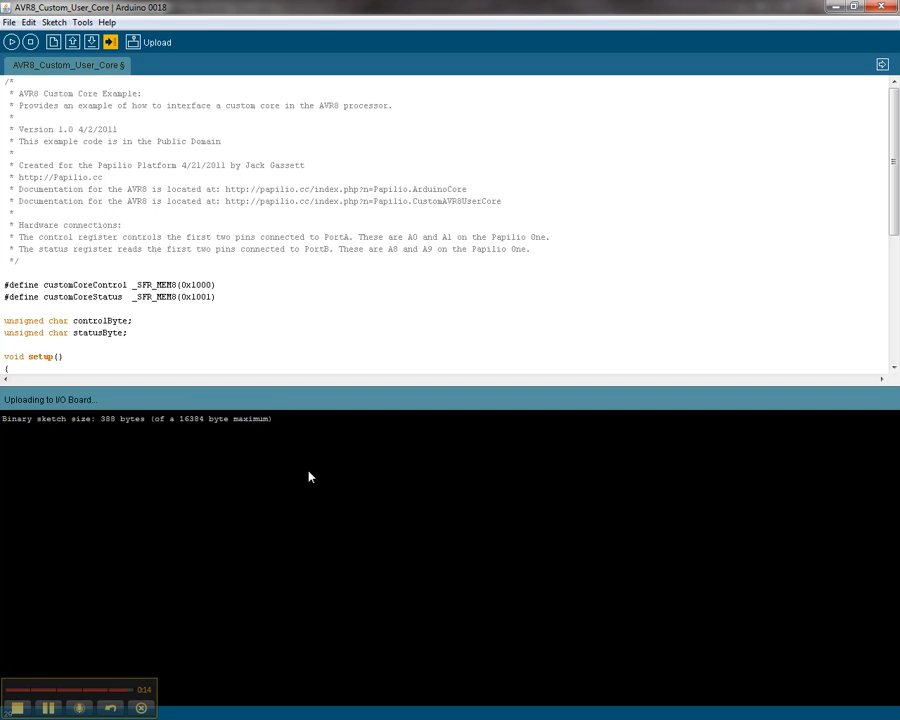 AVR8_Custom_User_Core | Arduino 0018
File Edit Sketch Tools Help
Upload
AVR8_Custom_User_Core §
/*
* AVR8 Custom Core Example:
* Provides an example of how to interface a custom core in the AVR8 processor.
*
* Version 1.0 4/2/2011
* This example code is in the Public Domain
*
* Created for the Papilio Platform 4/21/2011 by Jack Gassett
* http://Papilio.cc
* Documentation for the AVR8 is located at: http://papilio.cc/index.php?n=Papilio.ArduinoCore
* Documentation for the AVR8 is located at: http://papilio.cc/index.php?n=Papilio.CustomAVR8UserCore
*
* Hardware connections:
* The control register controls the first two pins connected to PortA. These are A0 and A1 on the Papilio One.
* The status register reads the first two pins connected to PortB. These are A8 and A9 on the Papilio One.
*/
#define customCoreControl _SFR_MEM8(0x1000)
#define customCoreStatus _SFR_MEM8(0x1001)
unsigned char controlByte;
unsigned char statusByte;
void setup()
{
Uploading to I/O Board...
Binary sketch size: 388 bytes (of a 16384 byte maximum)
0:14